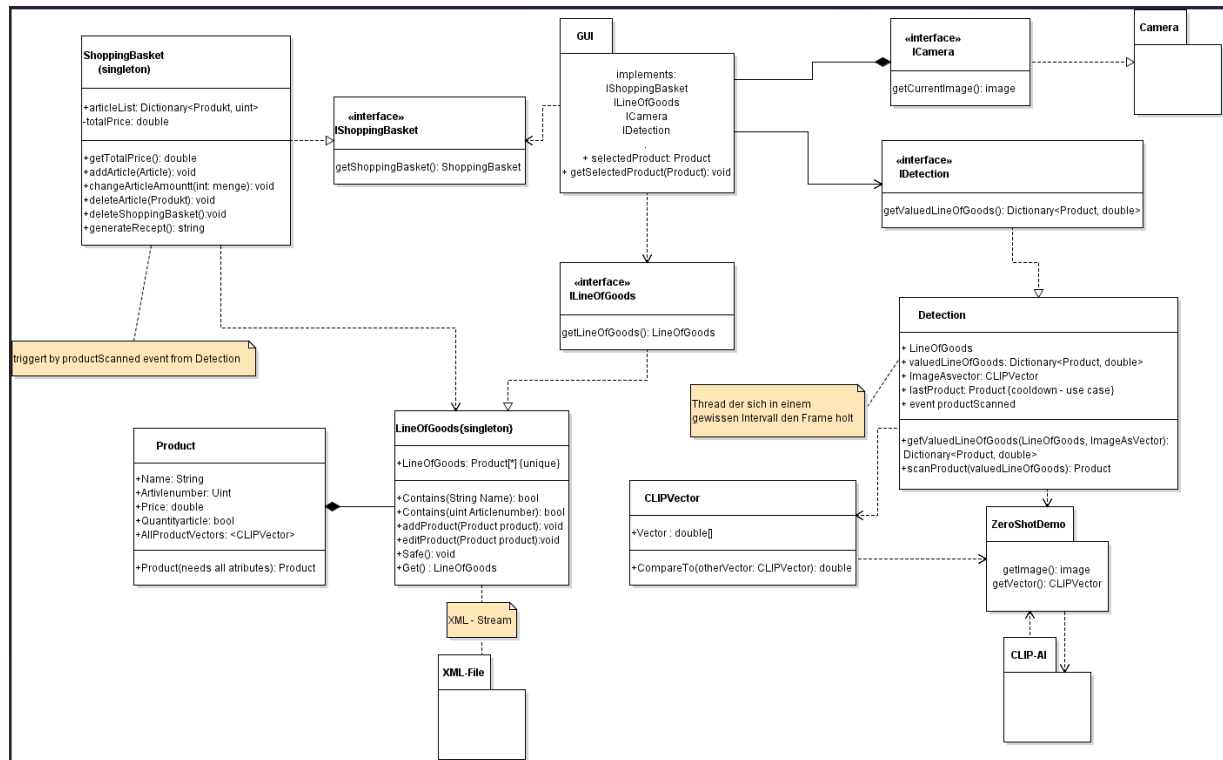 ShoppingBasket
(singleton)
+articleList: Dictionary<Produkt, uint>
-totalPrice: double
+getTotalPrice(): double
+addArticle(Article): void
+changeArticleAmountt(int: menge): void
+deleteArticle(Produkt): void
+deleteShoppingBasket():void
+generateRecept(): string
«interface»
IShoppingBasket
getShoppingBasket(): ShoppingBasket
GUI
implements:
IShoppingBasket
ILineOfGoods
ICamera
IDetection
.
+ selectedProduct: Product
+ getSelectedProduct(Product): void
«interface»
ICamera
getCurrentImage(): image
Camera
«interface»
IDetection
getValuedLineOfGoods(): Dictionary<Product, double>
«interface»
ILineOfGoods
getLineOfGoods(): LineOfGoods
triggert by productScanned event from Detection
Detection
+ LineOfGoods
+ valuedLineOfGoods: Dictionary<Product, double>
+ ImageAsvector: CLIPVector
+ lastProduct: Product {cooldown - use case}
+ event productScanned
+getValuedLineOfGoods(LineOfGoods, ImageAsVector):
Dictionary<Product, double>
+scanProduct(valuedLineOfGoods): Product
Thread der sich in einem
gewissen Intervall den Frame holt
Product
+Name: String
+Artivlenumber: Uint
+Price: double
+Quantityarticle: bool
+AllProductVectors: <CLIPVector>
+Product(needs all atributes): Product
LineOfGoods{singleton}
+LineOfGoods: Product[*] {unique}
+Contains(String Name): bool
+Contains(uint Articlenumber): bool
+addProduct(Product product): void
+editProduct(Product product):void
+Safe(): void
+Get() : LineOfGoods
CLIPVector
+Vector : double[]
+CompareTo(otherVector: CLIPVector): double
ZeroShotDemo
getImage(): image
getVector(): CLIPVector
XML - Stream
XML-File
CLIP-AI